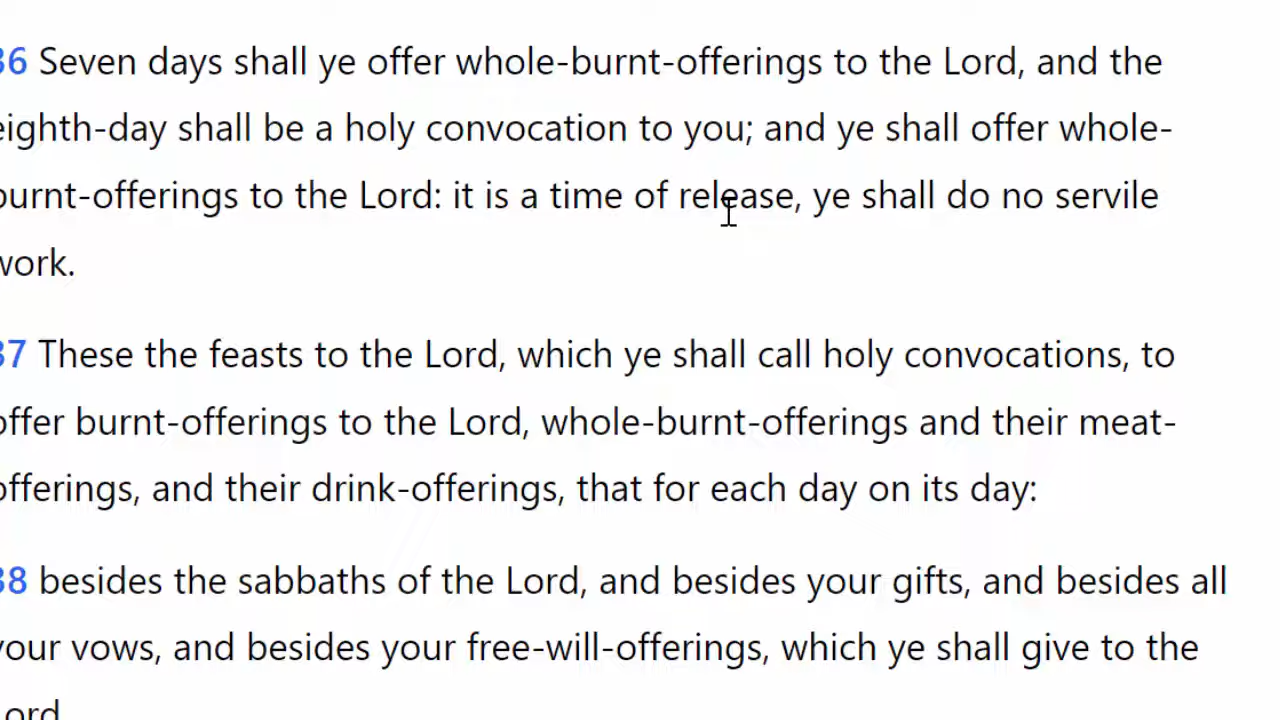 36 Seven days shall ye offer whole-burnt-offerings to the Lord, and the
eighth-day shall be a holy convocation to you; and ye shall offer whole-
burnt-offerings to the Lord: it is a time of release, ye shall do no servile
work.
37 These the feasts to the Lord, which ye shall call holy convocations, to
offer burnt-offerings to the Lord, whole-burnt-offerings and their meat-
offerings, and their drink-offerings, that for each day on its day:
38 besides the sabbaths of the Lord, and besides your gifts, and besides all
your vows, and besides your free-will-offerings, which ye shall give to the
Lord.